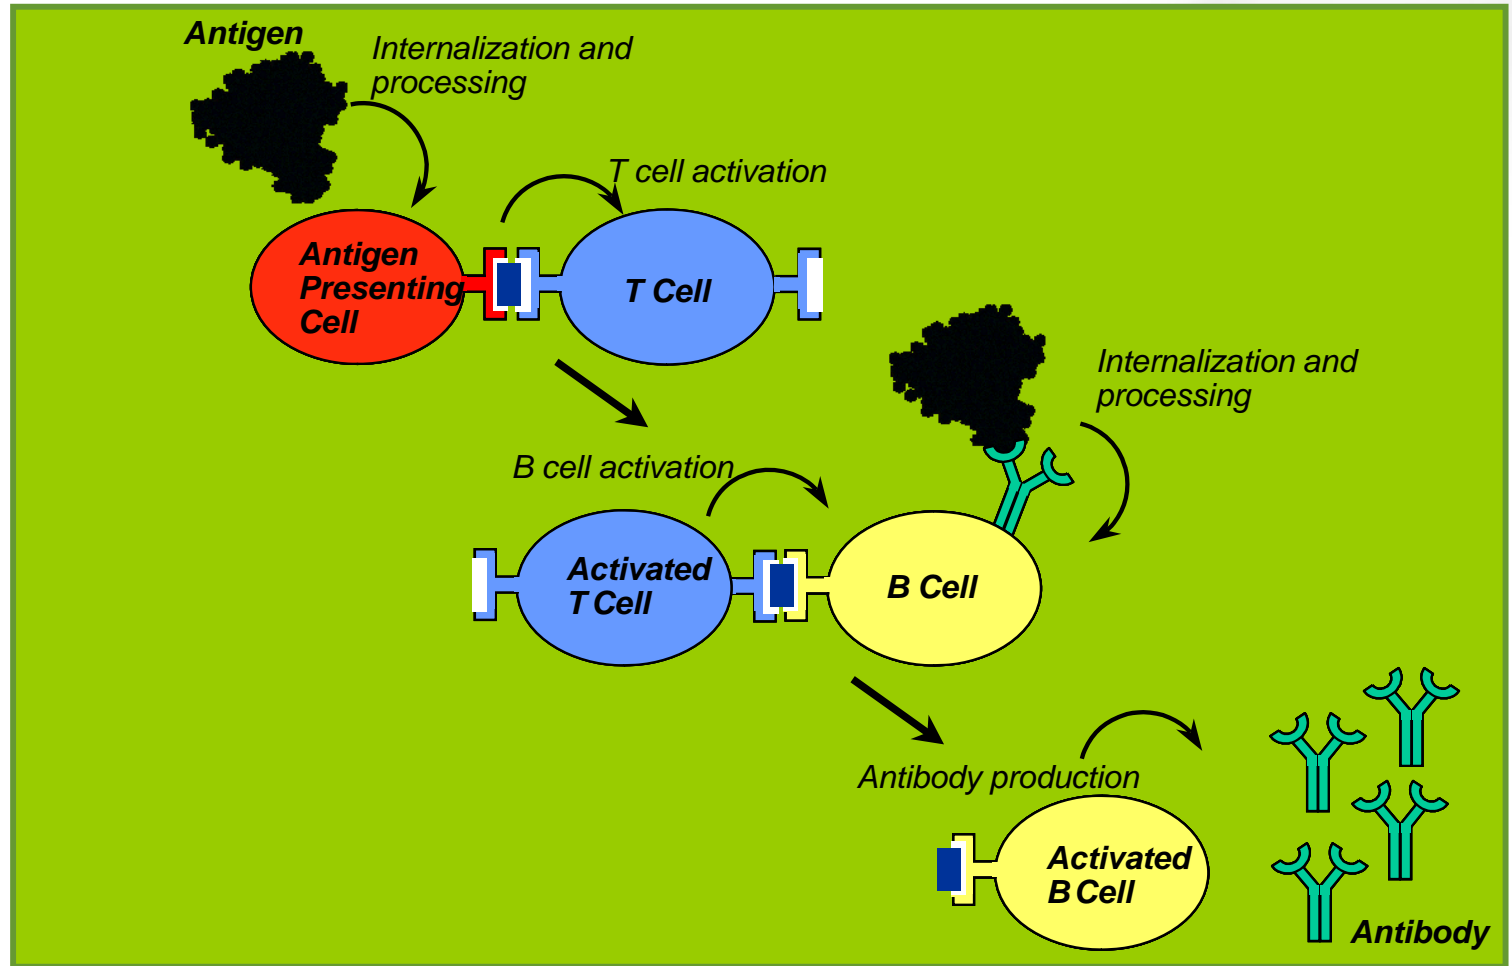 Antigen
Internalization and
processing
T cell activation
Antigen
Presenting
Cell
T Cell
Internalization and
processing
B cell activation
Activated
T Cell
B Cell
Antibody production
Activated
B Cell
Antibody